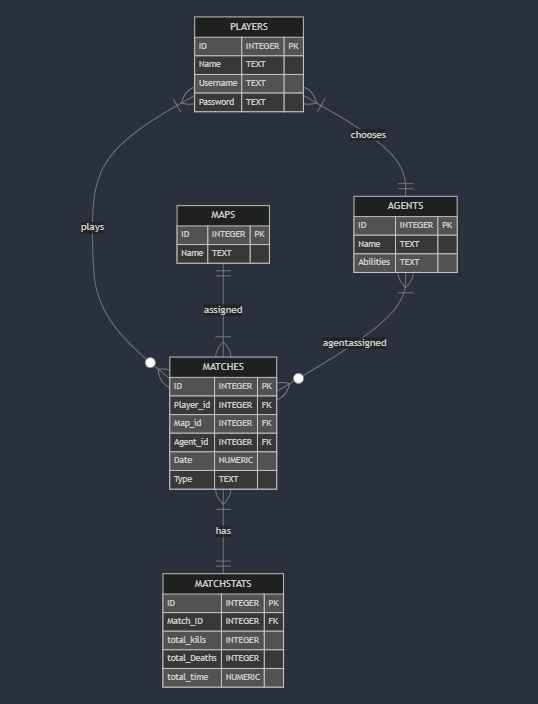 PLAYERS
ID INTEGER PK
Name TEXT
Username TEXT
Password TEXT
chooses
AGENTS
ID INTEGER PK
Name TEXT
Abilities TEXT
plays
MAPS
ID INTEGER PK
Name TEXT
assigned
agentassigned
MATCHES
ID INTEGER PK
Player_id INTEGER FK
Map_id INTEGER FK
Agent_id INTEGER FK
Date NUMERIC
Type TEXT
has
MATCHSTATS
ID INTEGER PK
Match_ID INTEGER FK
total_kills INTEGER
total_Deaths INTEGER
total_time NUMERIC